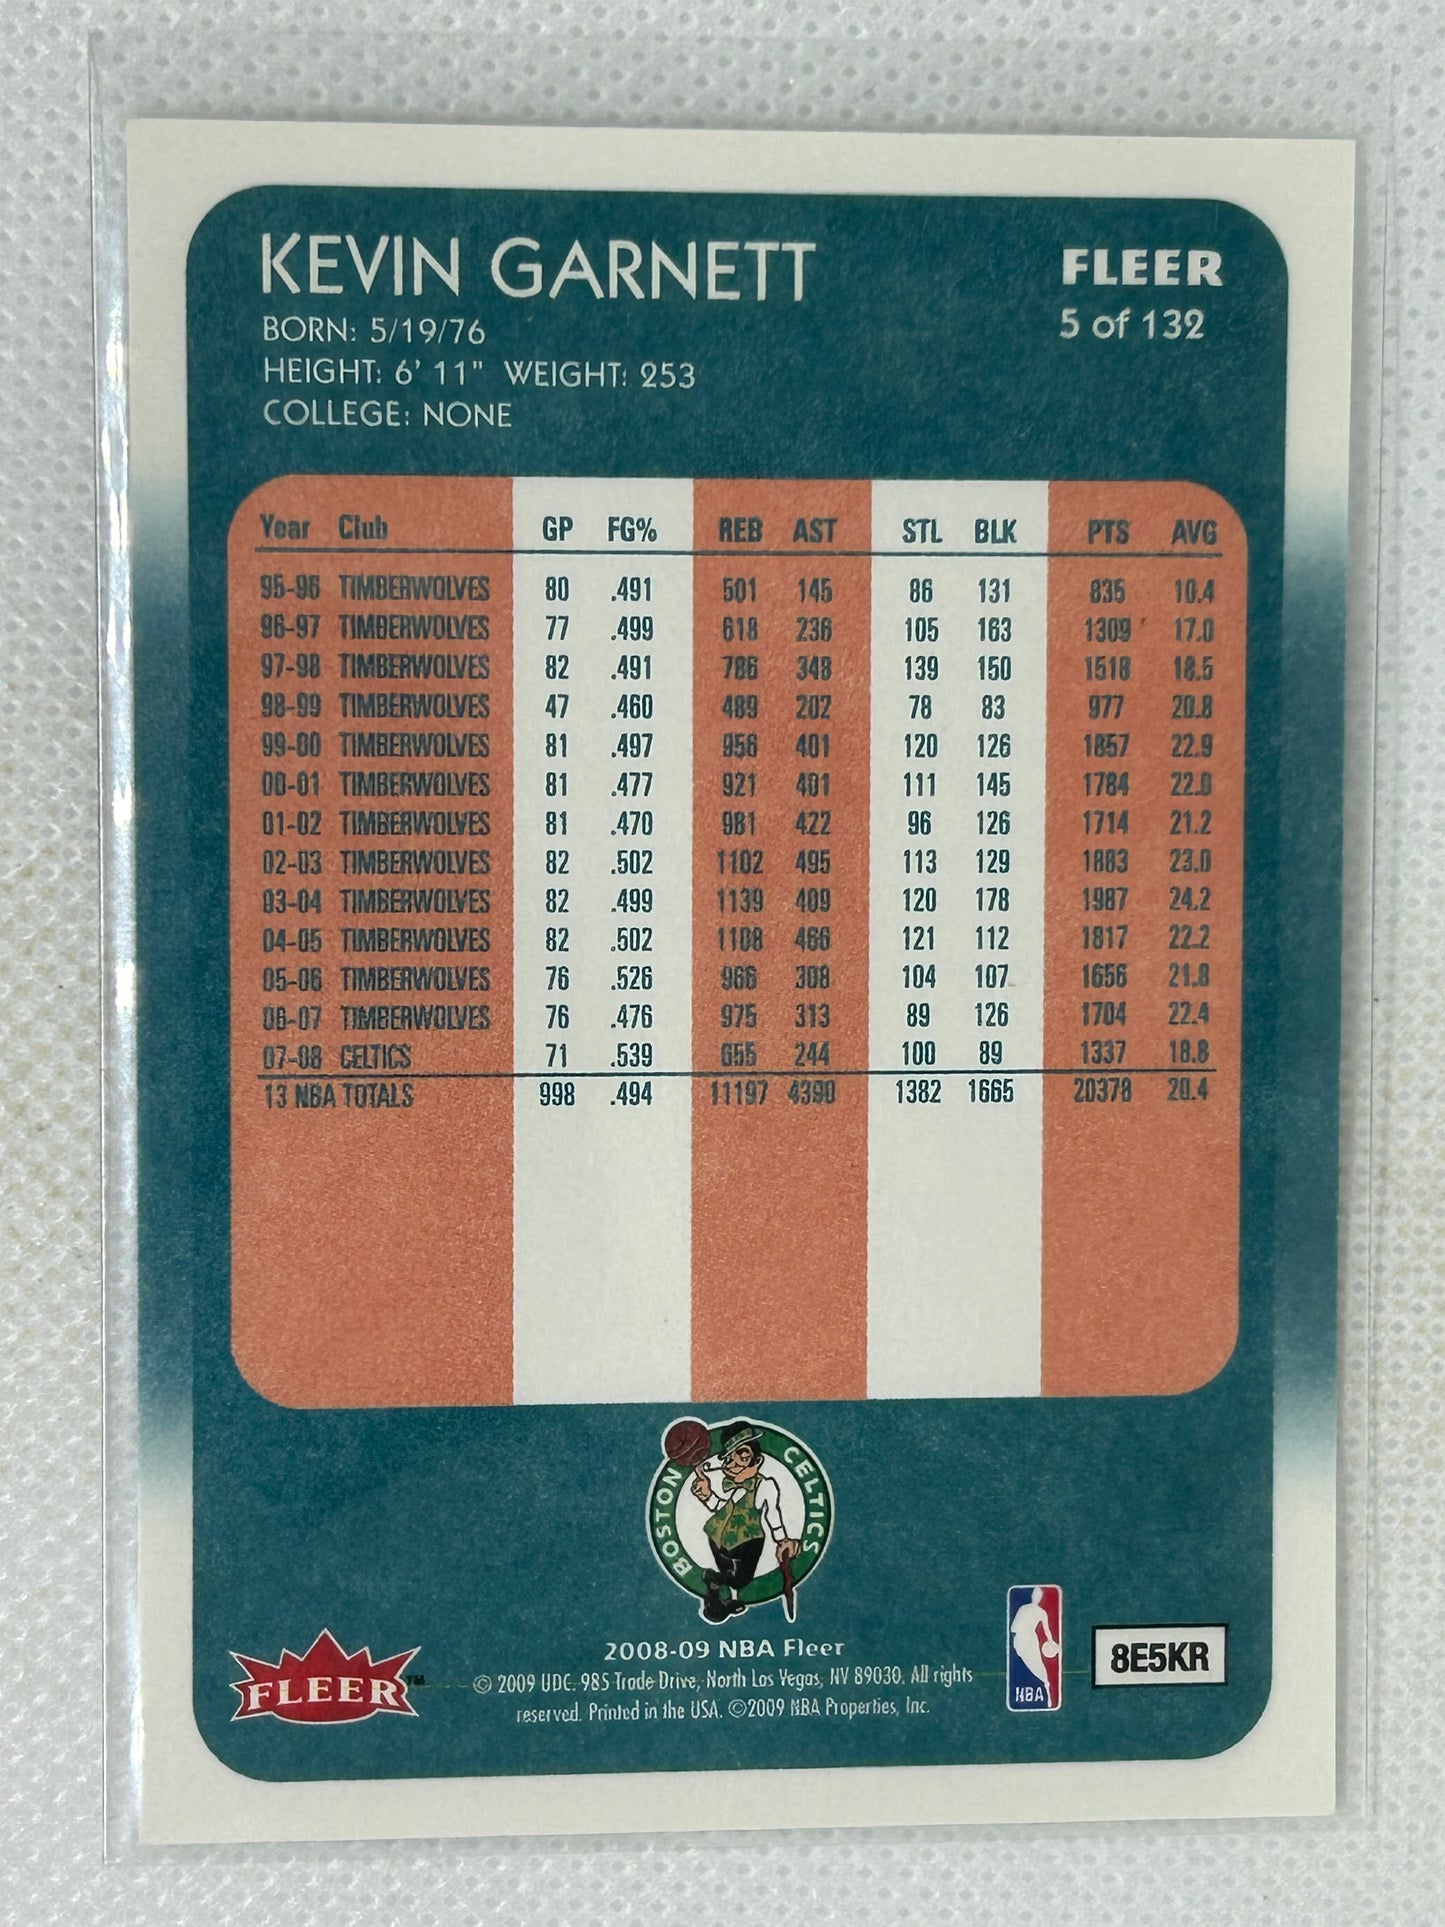 KEVIN GARNETT
FLEER
BORN: 5/19/76
5 of 132
HEIGHT: 6' 11" WEIGHT: 253
COLLEGE: NONE
Year Club GP FG% REB AST STL BLK PTS AVG
95-96 TIMBERWOLVES 80 .491 501 145 86 131 835 10.4
96-97 TIMBERWOLVES 77 .499 618 236 105 163 1309 17.0
97-98 TIMBERWOLVES 82 .491 786 348 139 150 1518 18.5
98-99 TIMBERWOLVES 47 .460 489 202 78 83 977 20.8
99-00 TIMBERWOLVES 81 .497 956 401 120 126 1857 22.9
00-01 TIMBERWOLVES 81 .477 921 401 111 145 1784 22.0
01-02 TIMBERWOLVES 81 .470 981 422 96 126 1714 21.2
02-03 TIMBERWOLVES 82 .502 1102 495 113 129 1883 23.0
03-04 TIMBERWOLVES 82 .499 1139 409 120 178 1987 24.2
04-05 TIMBERWOLVES 82 .502 1108 466 121 112 1817 22.2
05-06 TIMBERWOLVES 76 .526 966 308 104 107 1656 21.8
06-07 TIMBERWOLVES 76 .476 975 313 89 126 1704 22.4
07-08 CELTICS 71 .539 655 244 100 89 1337 18.8
13 NBA TOTALS 998 .494 11197 4390 1382 1665 20378 20.4
BOSTON CELTICS
2008-09 NBA Fleer
© 2009 UDC. 985 Trade Drive, North Las Vegas, NV 89030. All rights
reserved. Printed in the USA. ©2009 NBA Properties, Inc.
FLEER™
NBA
8E5KR